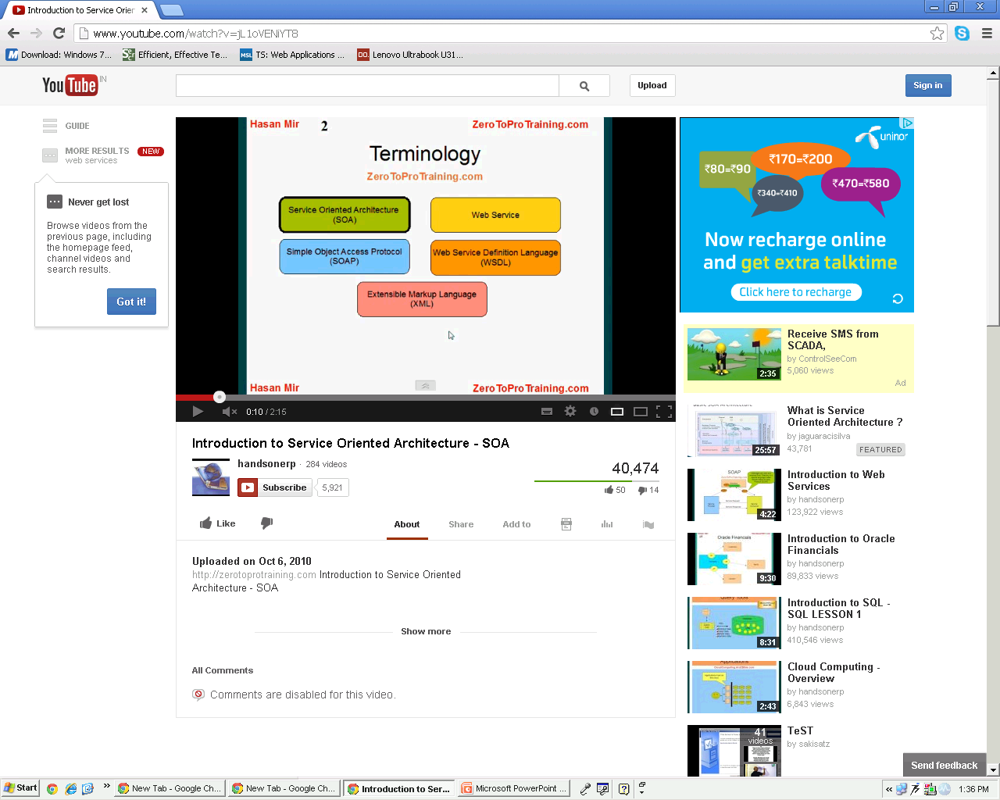 Introduction to Service Orier
www.youtube.com/watch?v=jL1oVENiYT8
Download: Windows 7...
Efficient, Effective Te...
MSL TS: Web Applications ...
Lenovo Ultrabook U31...
YouTube IN
Upload
Sign in
GUIDE
MORE RESULTS NEW
web services
Never get lost
Browse videos from the
previous page, including
the homepage feed,
channel videos and
search results.
Got it!
Hasan Mir 2 ZeroToProTraining.com
Terminology
ZeroToProTraining.com
Service Oriented Architecture
(SOA)
Web Service
Simple Object Access Protocol
(SOAP)
Web Service Definition Language
(WSDL)
Extensible Markup Language
(XML)
Hasan Mir ZeroToProTraining.com
0:10 / 2:15
Introduction to Service Oriented Architecture - SOA
handsonerp · 284 videos
Subscribe 5,921
40,474
50 14
Like
About Share Add to
Uploaded on Oct 6, 2010
http://zerotoprotraining.com Introduction to Service Oriented
Architecture - SOA
Show more
All Comments
Comments are disabled for this video.
uninor
₹80=₹90
₹170=₹200
₹340=₹410
₹470=₹580
Now recharge online
and get extra talktime
Click here to recharge
Receive SMS from
SCADA,
by ControlSeeCom
5,060 views
2:35
Ad
What is Service
Oriented Architecture ?
by jaguaracisilva
43,781 FEATURED
25:57
SOAP
Introduction to Web
Services
by handsonerp
123,922 views
4:22
Oracle Financials
Introduction to Oracle
Financials
by handsonerp
89,833 views
9:30
Query Tools
Introduction to SQL -
SQL LESSON 1
by handsonerp
410,546 views
8:31
Applications
Cloud Computing -
Overview
by handsonerp
6,843 views
2:43
TeST
by sakisatz
41
videos
Send feedback
Start
New Tab - Google Ch...
New Tab - Google Ch...
Introduction to Ser...
Microsoft PowerPoint ...
1:36 PM